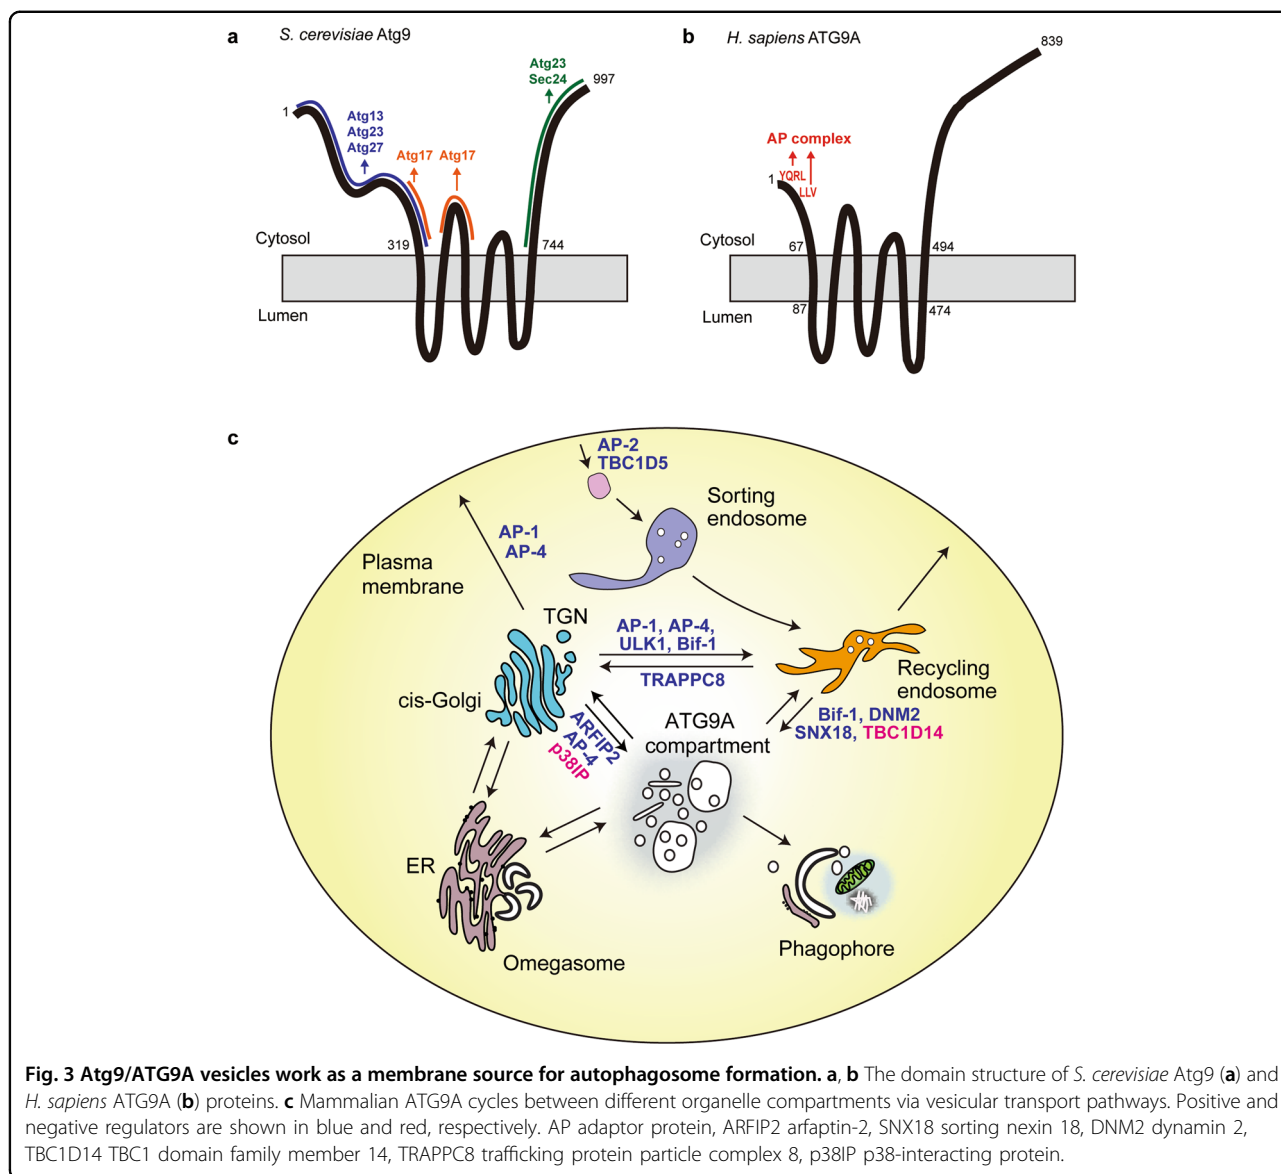 a
S. cerevisiae Atg9
1
Atg13
Atg23
Atg27
Atg17
Atg17
Atg23
Sec24
997
Cytosol
319
744
Lumen
b
H. sapiens ATG9A
839
AP complex
1
YQRL
LLV
Cytosol
67
494
87
474
Lumen
c
AP-2
TBC1D5
Sorting
endosome
AP-1
AP-4
Plasma
membrane
TGN
AP-1, AP-4,
ULK1, Bif-1
TRAPPC8
Recycling
endosome
cis-Golgi
ARFIP2
AP-4
p38IP
ATG9A
compartment
Bif-1, DNM2
SNX18, TBC1D14
ER
Omegasome
Phagophore
Fig. 3 Atg9/ATG9A vesicles work as a membrane source for autophagosome formation. a, b The domain structure of S. cerevisiae Atg9 (a) and
H. sapiens ATG9A (b) proteins. c Mammalian ATG9A cycles between different organelle compartments via vesicular transport pathways. Positive and
negative regulators are shown in blue and red, respectively. AP adaptor protein, ARFIP2 arfaptin-2, SNX18 sorting nexin 18, DNM2 dynamin 2,
TBC1D14 TBC1 domain family member 14, TRAPPC8 trafficking protein particle complex 8, p38IP p38-interacting protein.